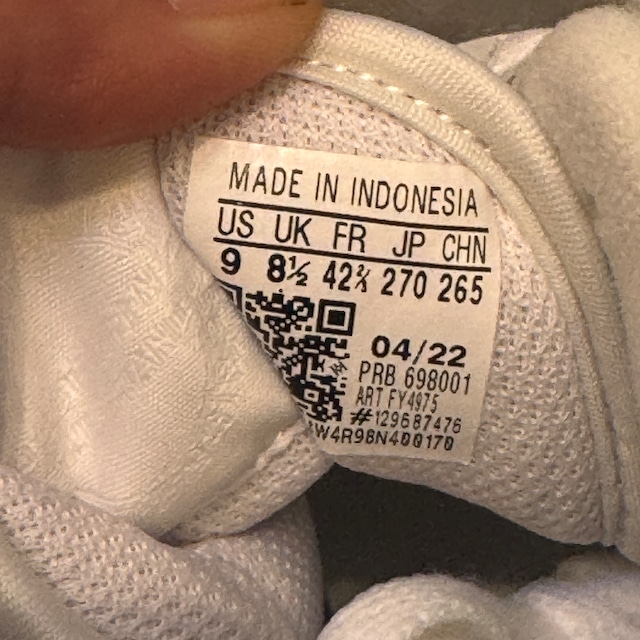 MADE IN INDONESIA
US UK FR JP CHN
9 8½ 42⅔ 270 265
04/22
PRB 698001
ART FY4975
#129687476
W4R98N400170